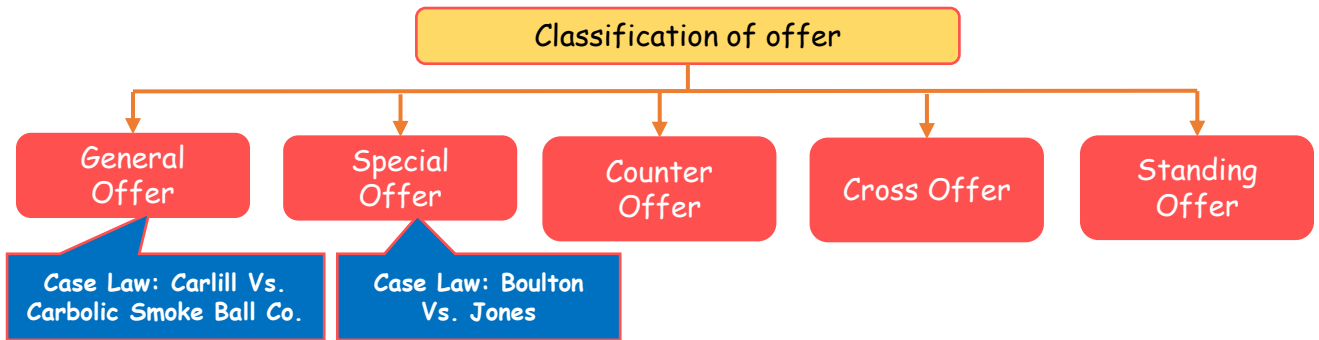 Classification of offer
General
Offer
Special
Offer
Counter
Offer
Cross Offer
Standing
Offer
Case Law: Carlill Vs.
Carbolic Smoke Ball Co.
Case Law: Boulton
Vs. Jones